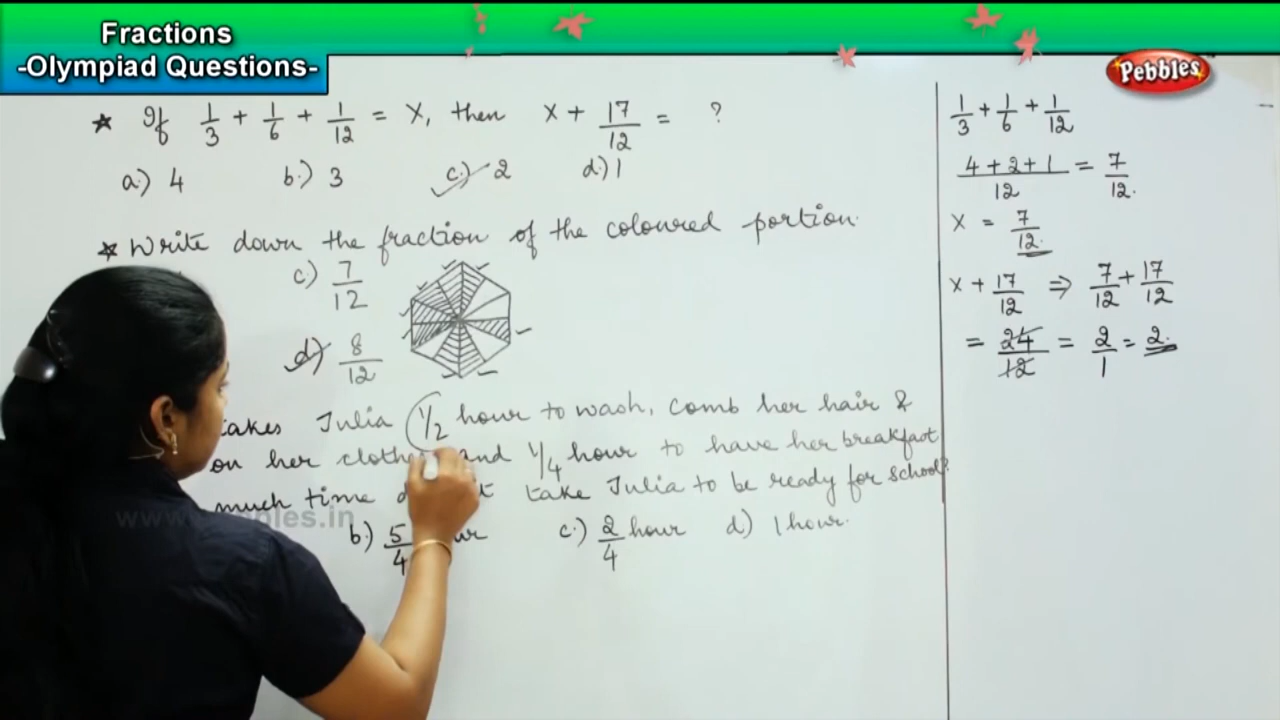 Fractions
-Olympiad Questions-
Pebbles
★ If 1/3 + 1/6 + 1/12 = x, then x + 17/12 = ?
a.) 4 b.) 3 c.) 2 d.) 1
★ Write down the fraction of the coloured portion.
c.) 7/12
d.) 8/12
takes Julia 1/2 hour to wash, comb her hair &
on her clothes and 1/4 hour to have her breakfast
much time take Julia to be ready for school?
www.pebbles.in
b.) 5/4 c.) 2/4 hour d.) 1 hour.
1/3 + 1/6 + 1/12
4+2+1/12 = 7/12.
x = 7/12.
x + 17/12 ⇒ 7/12 + 17/12
= 24/12 = 2/1 = 2.